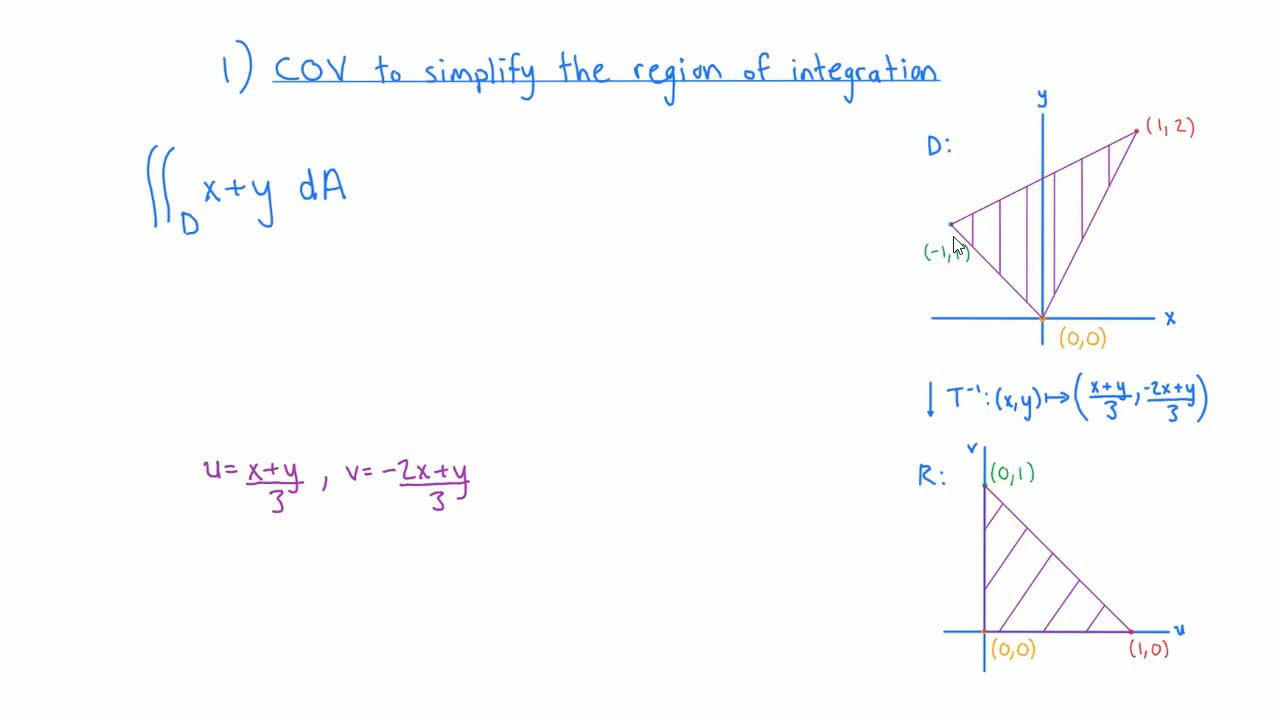 1) COV to simplify the region of integration
∬_D x+y dA
y
D:
(1,2)
x
(0,0)
↓ T⁻¹: (x,y) ↦ ((x+y)/3, (-2x+y)/3)
u = (x+y)/3, v = (-2x+y)/3
v
R:
(0,1)
u
(0,0)
(1,0)